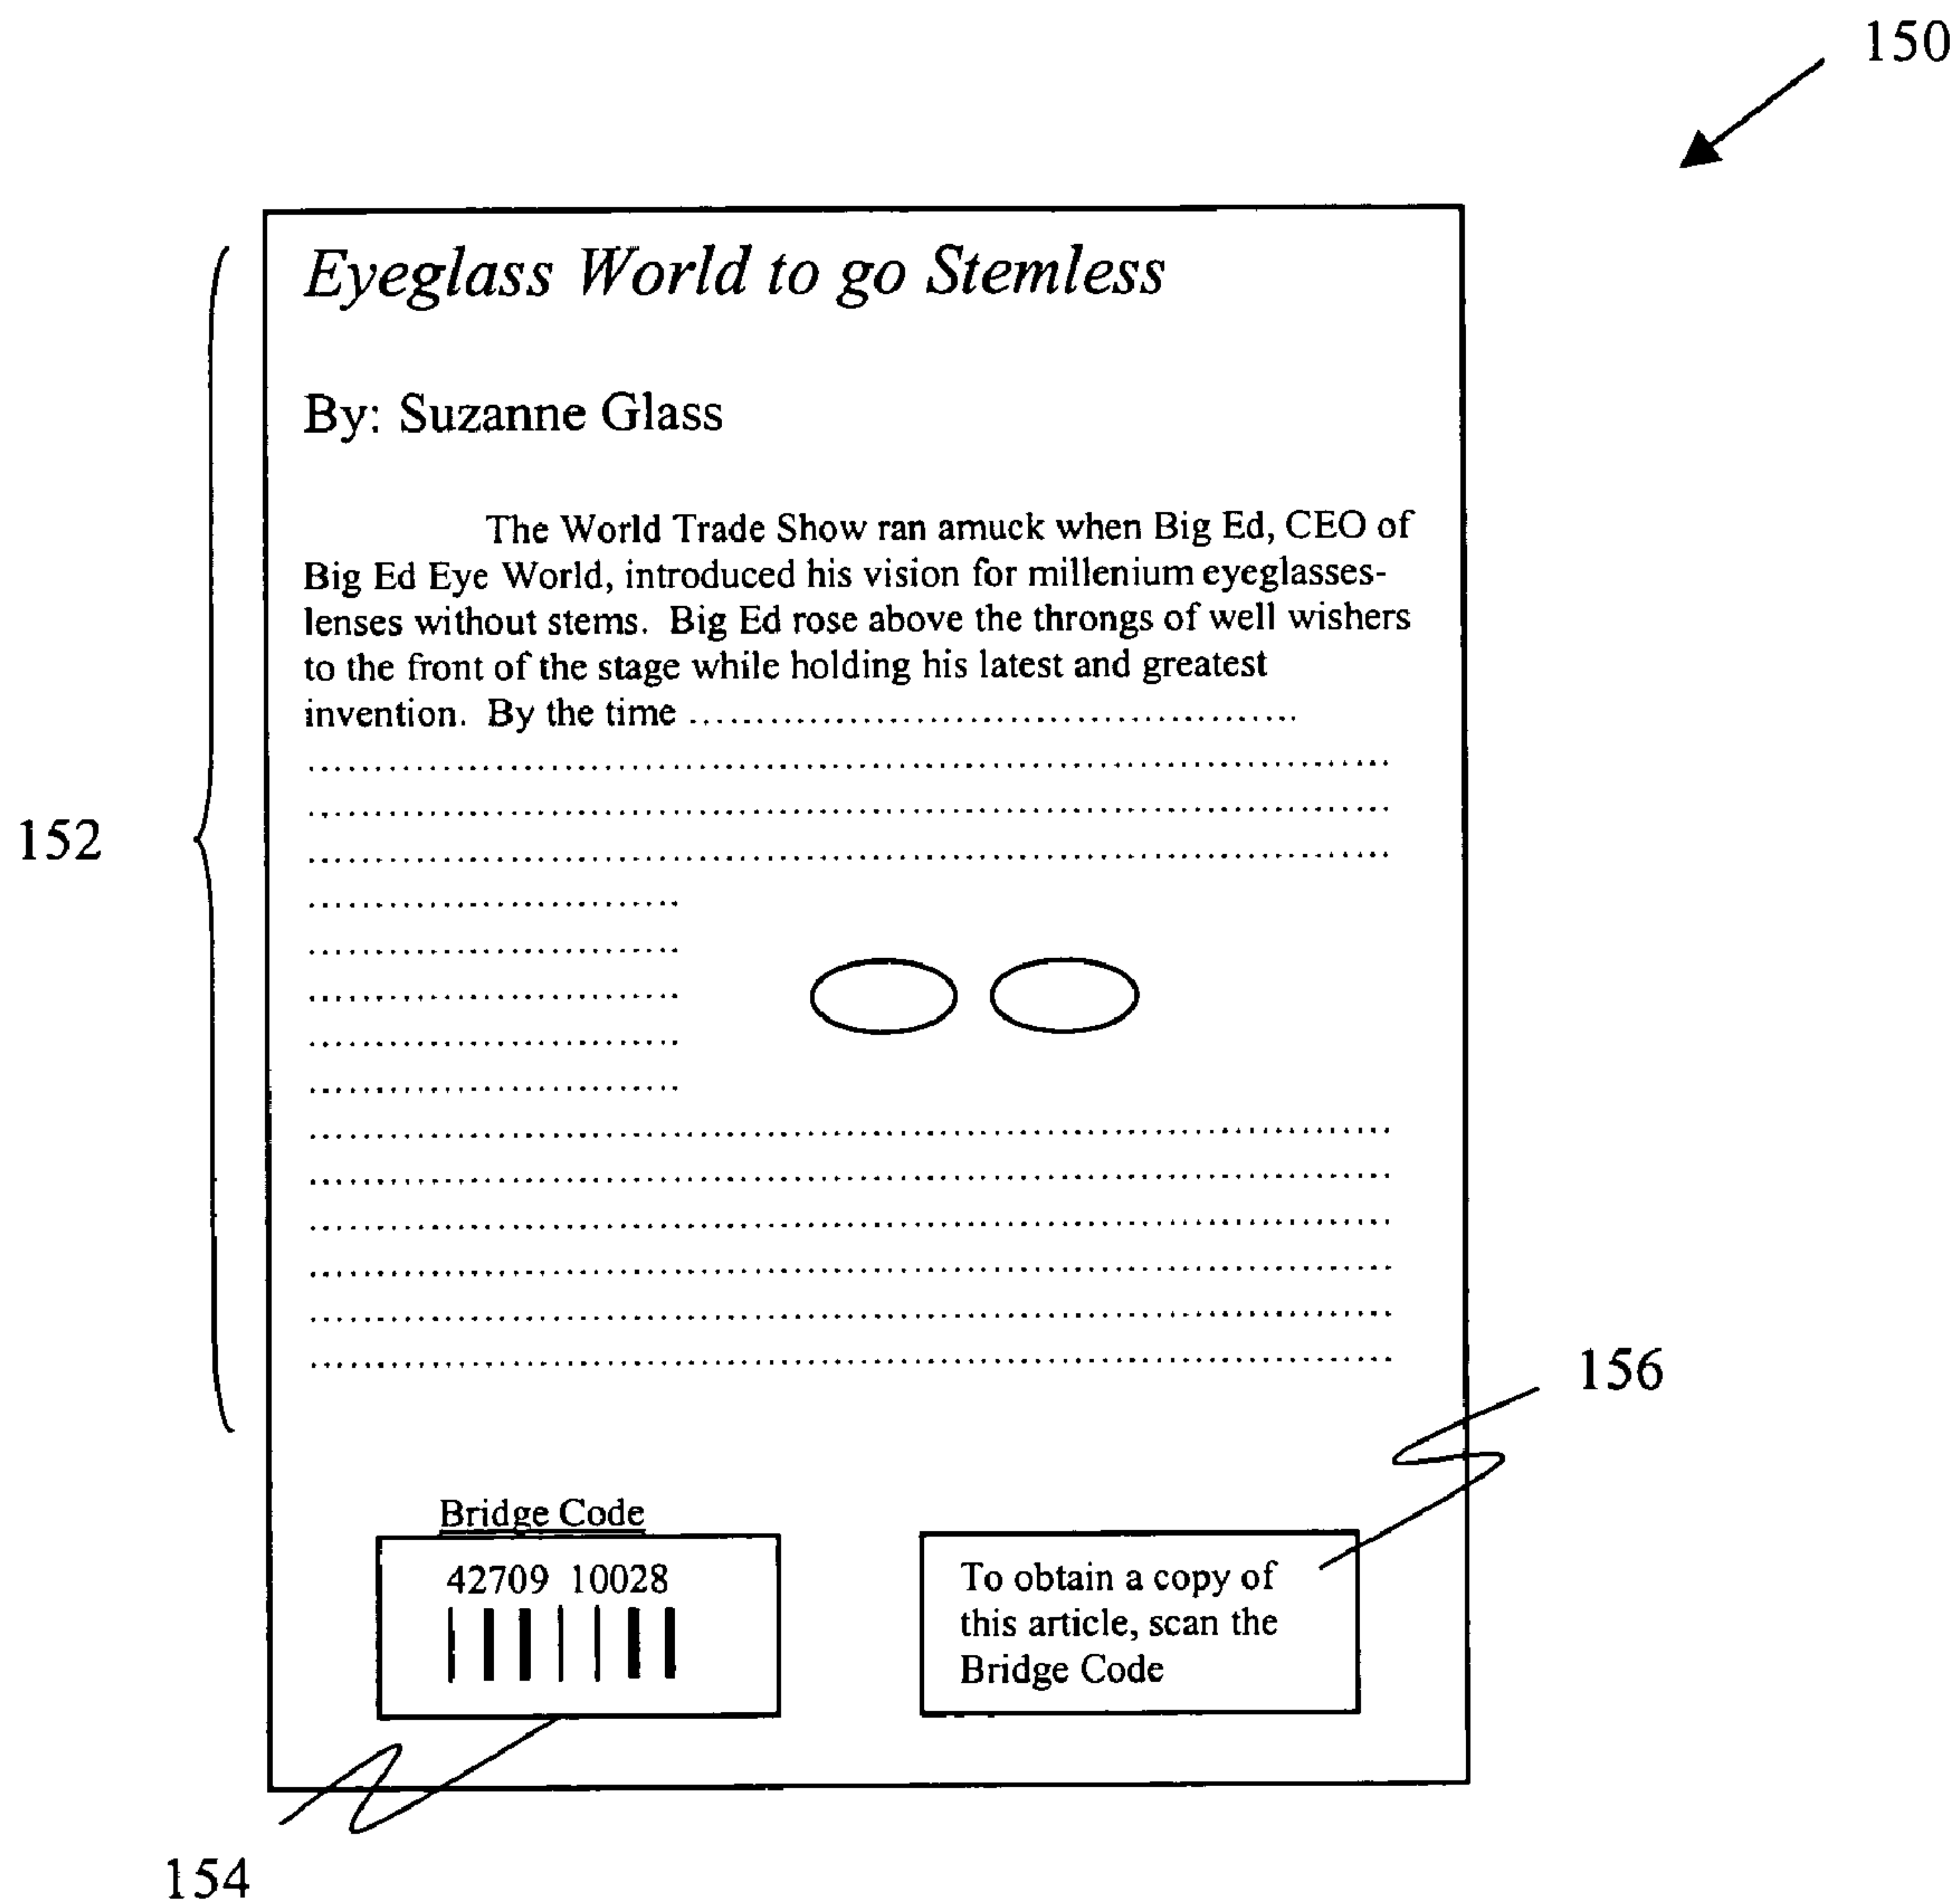 150
Eyeglass World to go Stemless
By: Suzanne Glass
The World Trade Show ran amuck when Big Ed, CEO of
Big Ed Eye World, introduced his vision for millenium eyeglasses-
lenses without stems. Big Ed rose above the throngs of well wishers
to the front of the stage while holding his latest and greatest
invention. By the time ..............................................
152
156
Bridge Code
42709 10028
To obtain a copy of
this article, scan the
Bridge Code
154